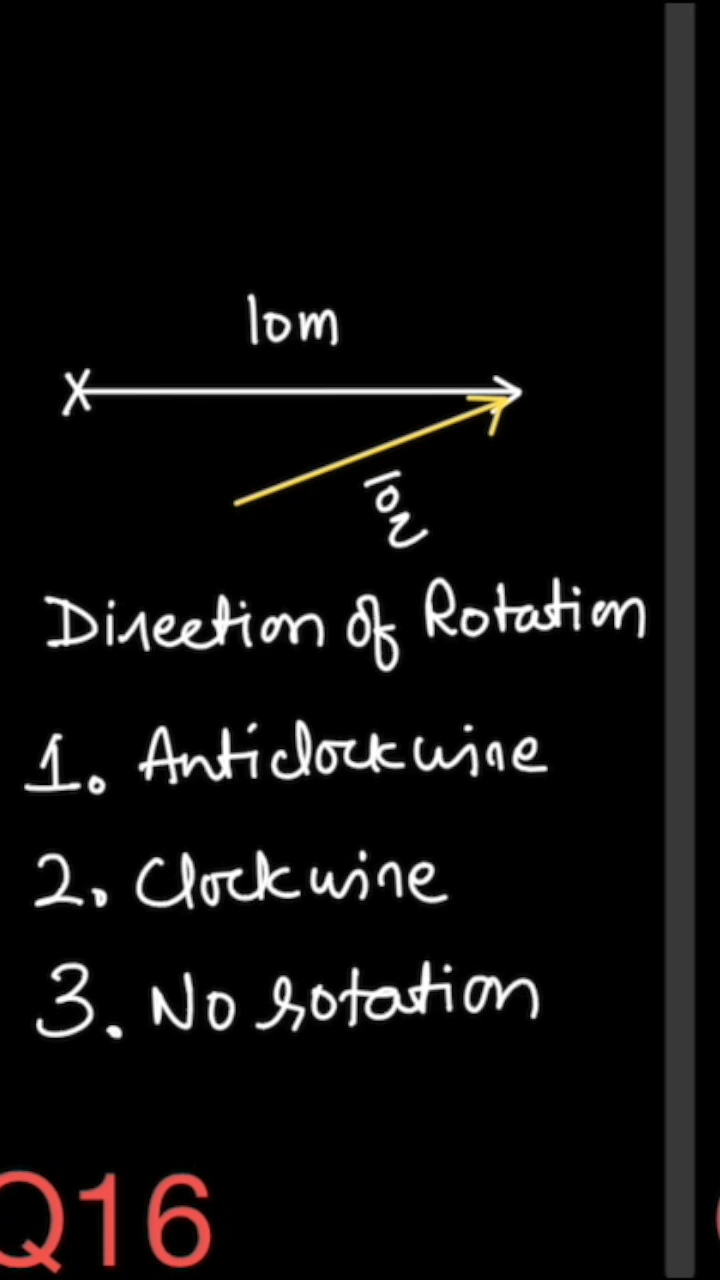 X
10m
10N
Direction of Rotation
1. Anticlockwise
2. Clockwise
3. No rotation
Q16